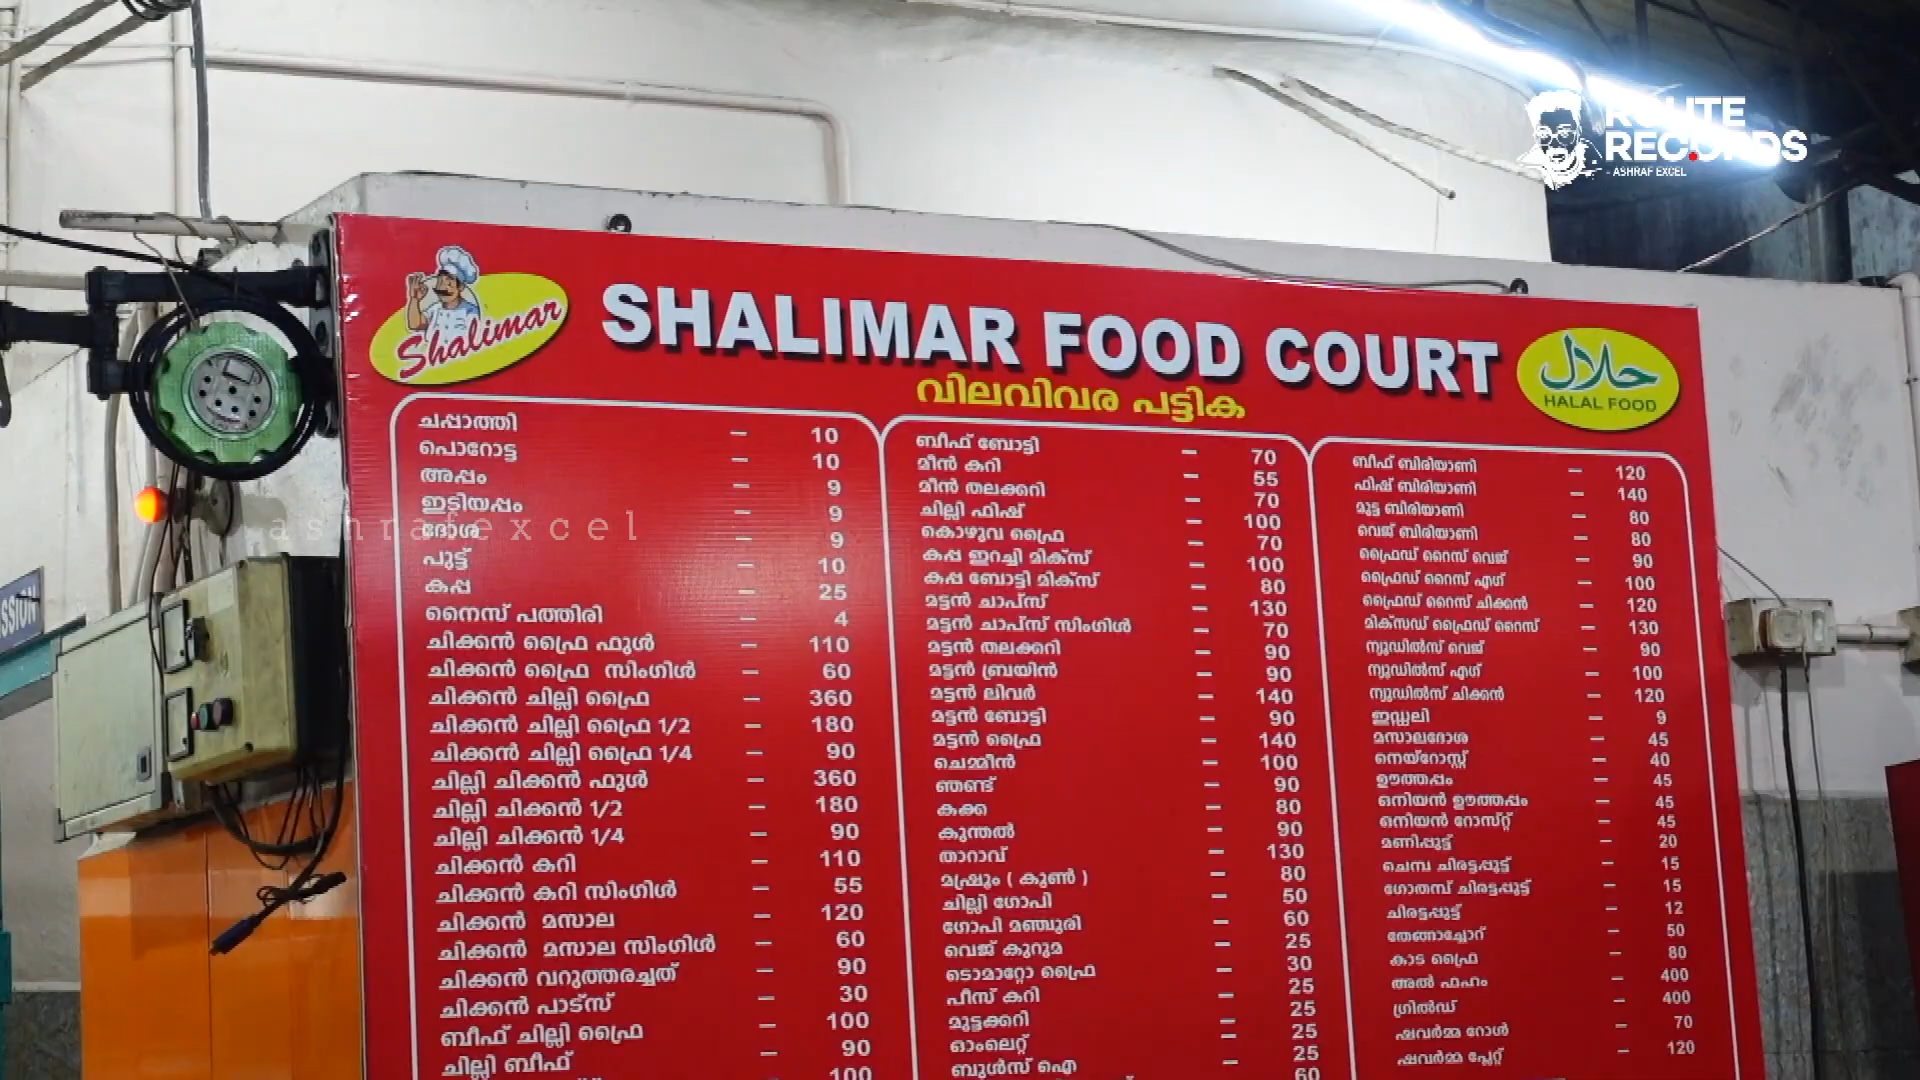 ROUTE
RECORDS
- ASHRAF EXCEL
Shalimar
SHALIMAR FOOD COURT
വിലവിവര പട്ടിക
حلال
HALAL FOOD
ashrafexcel
SSION
ചപ്പാത്തി – 10
പൊറോട്ട – 10
അപ്പം – 9
ഇടിയപ്പം – 9
ദോശ – 9
പുട്ട് – 10
കപ്പ – 25
നൈസ് പത്തിരി – 4
ചിക്കൻ ഫ്രൈ ഫുൾ – 110
ചിക്കൻ ഫ്രൈ സിംഗിൾ – 60
ചിക്കൻ ചില്ലി ഫ്രൈ – 360
ചിക്കൻ ചില്ലി ഫ്രൈ 1/2 – 180
ചിക്കൻ ചില്ലി ഫ്രൈ 1/4 – 90
ചില്ലി ചിക്കൻ ഫുൾ – 360
ചില്ലി ചിക്കൻ 1/2 – 180
ചില്ലി ചിക്കൻ 1/4 – 90
ചിക്കൻ കറി – 110
ചിക്കൻ കറി സിംഗിൾ – 55
ചിക്കൻ മസാല – 120
ചിക്കൻ മസാല സിംഗിൾ – 60
ചിക്കൻ വറുത്തരച്ചത് – 90
ചിക്കൻ പാട്സ് – 30
ബീഫ് ചില്ലി ഫ്രൈ – 100
ചില്ലി ബീഫ് – 90
100
ബീഫ് ബോട്ടി – 70
മീൻ കറി – 55
മീൻ തലക്കറി – 70
ചില്ലി ഫിഷ് – 100
കൊഴുവ ഫ്രൈ – 70
കപ്പ ഇറച്ചി മിക്സ് – 100
കപ്പ ബോട്ടി മിക്സ് – 80
മട്ടൻ ചാപ്സ് – 130
മട്ടൻ ചാപ്സ് സിംഗിൾ – 70
മട്ടൻ തലക്കറി – 90
മട്ടൻ ബ്രയിൻ – 90
മട്ടൻ ലിവർ – 140
മട്ടൻ ബോട്ടി – 90
മട്ടൻ ഫ്രൈ – 140
ചെമ്മീൻ – 100
ഞണ്ട് – 90
കക്ക – 80
കൂന്തൽ – 90
താറാവ് – 130
മഷ്രൂം ( കൂൺ ) – 80
ചില്ലി ഗോപി – 50
ഗോപി മഞ്ചൂരി – 60
വെജ് കുറുമ – 25
ടൊമാറ്റോ ഫ്രൈ – 30
പീസ് കറി – 25
മുട്ടക്കറി – 25
ഓംലെറ്റ് – 25
ബുൾസ് ഐ – 25
60
ബീഫ് ബിരിയാണി – 120
ഫിഷ് ബിരിയാണി – 140
മുട്ട ബിരിയാണി – 80
വെജ് ബിരിയാണി – 80
ഫ്രൈഡ് റൈസ് വെജ് – 90
ഫ്രൈഡ് റൈസ് എഗ് – 100
ഫ്രൈഡ് റൈസ് ചിക്കൻ – 120
മിക്സഡ് ഫ്രൈഡ് റൈസ് – 130
ന്യൂഡിൽസ് വെജ് – 90
ന്യൂഡിൽസ് എഗ് – 100
ന്യൂഡിൽസ് ചിക്കൻ – 120
ഇഡ്ഡലി – 9
മസാലദോശ – 45
നെയ്റോസ്റ്റ് – 40
ഊത്തപ്പം – 45
ഒനിയൻ ഊത്തപ്പം – 45
ഒനിയൻ റോസ്റ്റ് – 45
മണിപ്പുട്ട് – 20
ചെമ്പ ചിരട്ടപ്പുട്ട് – 15
ഗോതമ്പ് ചിരട്ടപ്പുട്ട് – 15
ചിരട്ടപ്പുട്ട് – 12
തേങ്ങാച്ചോറ് – 50
കാട ഫ്രൈ – 80
അൽ ഫഹം – 400
ഗ്രിൽഡ് – 400
ഷവർമ്മ റോൾ – 70
ഷവർമ്മ പ്ലേറ്റ് – 120